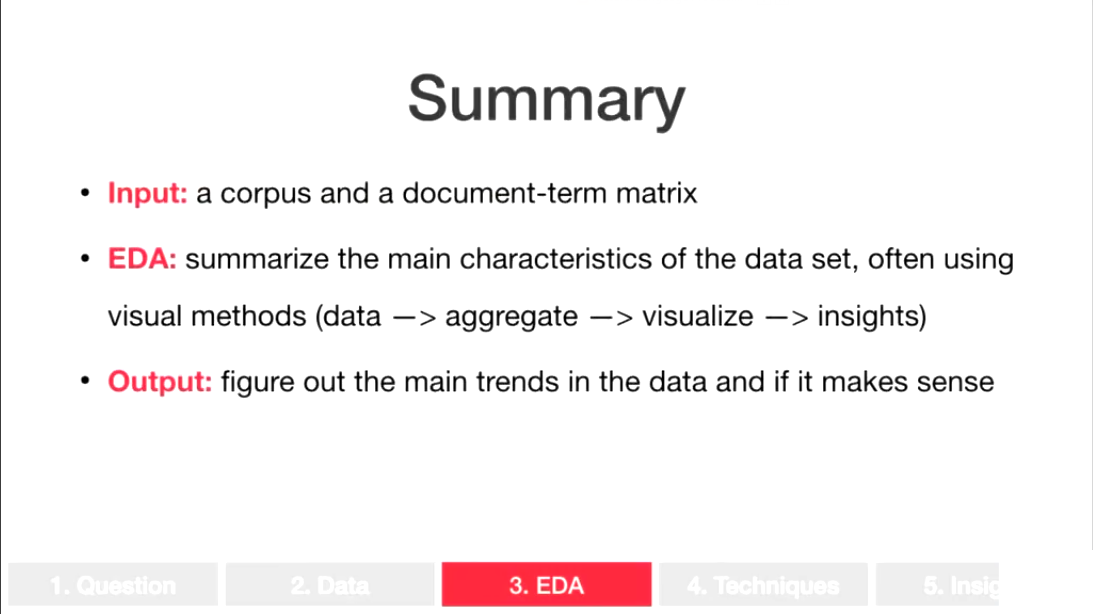 Summary
• Input: a corpus and a document-term matrix
• EDA: summarize the main characteristics of the data set, often using
visual methods (data —> aggregate —> visualize —> insights)
• Output: figure out the main trends in the data and if it makes sense
1. Question 2. Data 3. EDA 4. Techniques 5. Insig